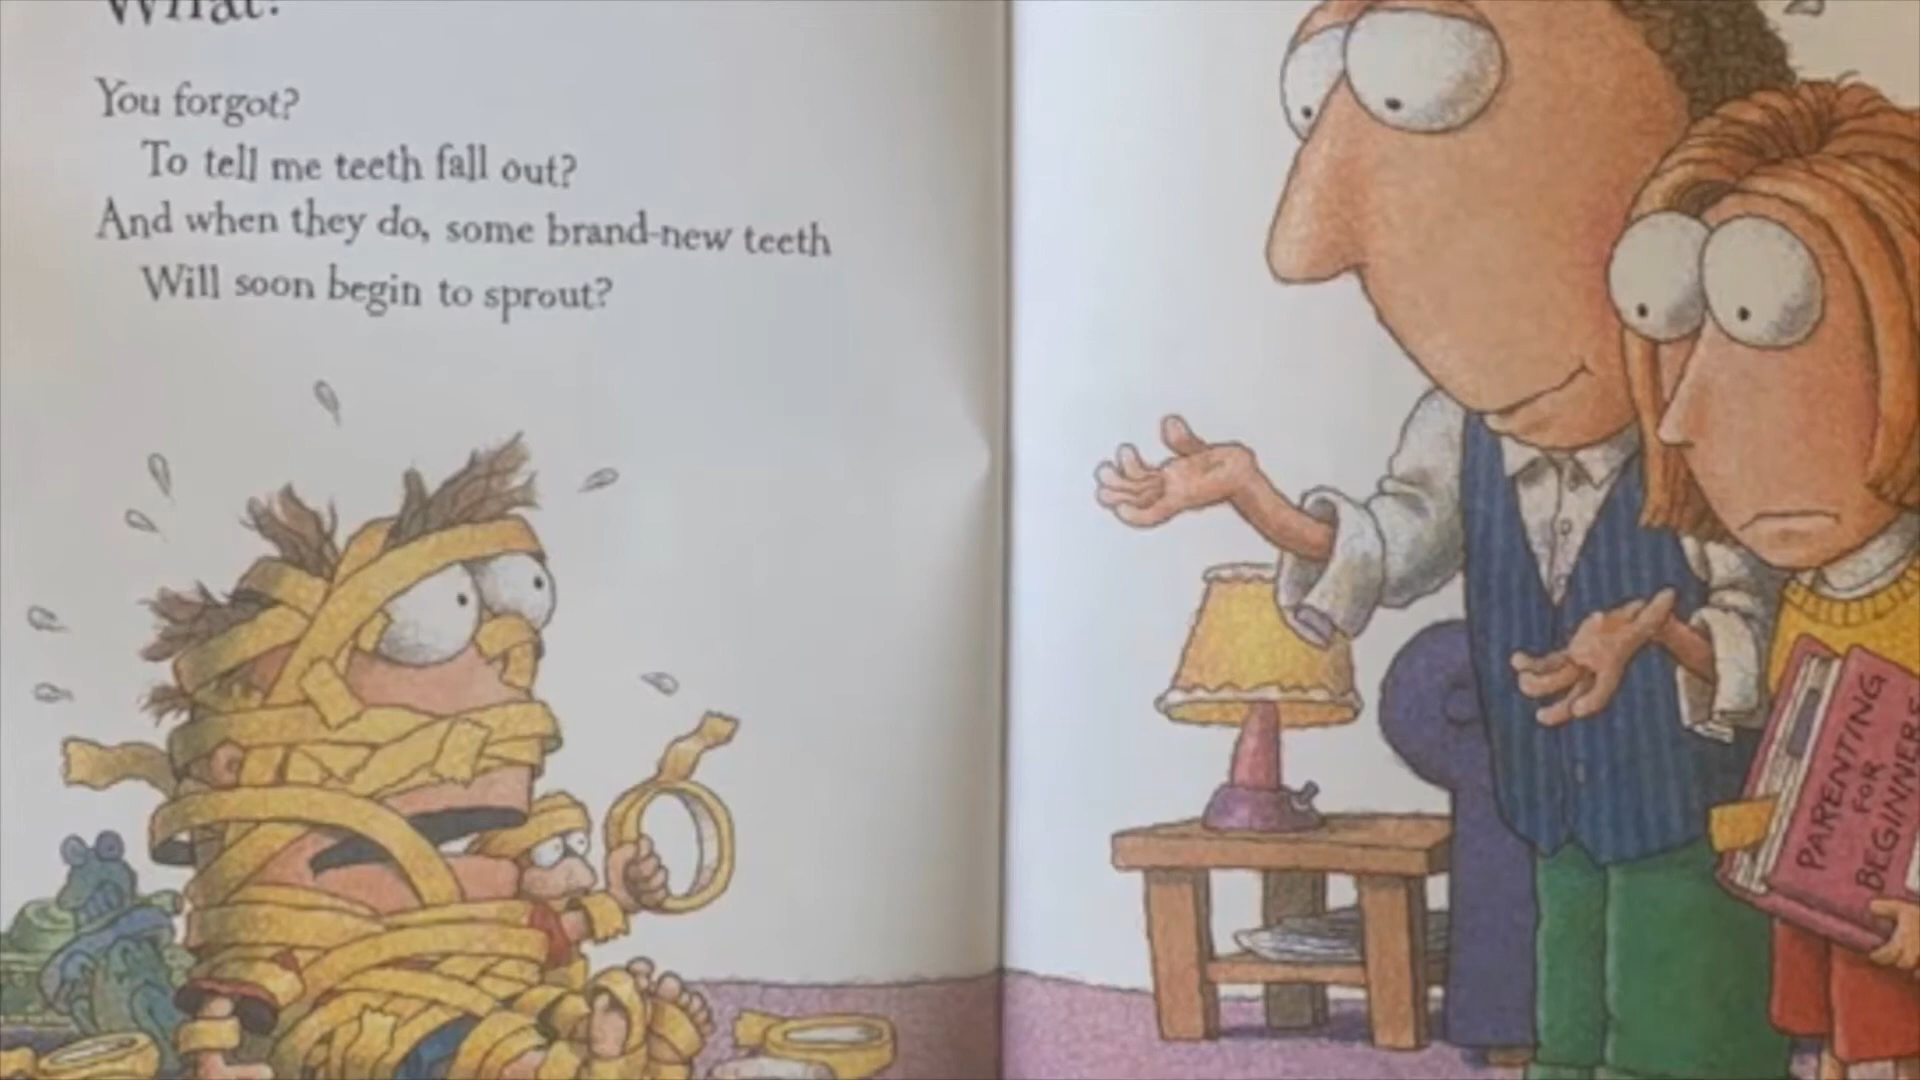 What?
You forgot?
To tell me teeth fall out?
And when they do, some brand-new teeth
Will soon begin to sprout?
PARENTING
FOR
BEGINNERS